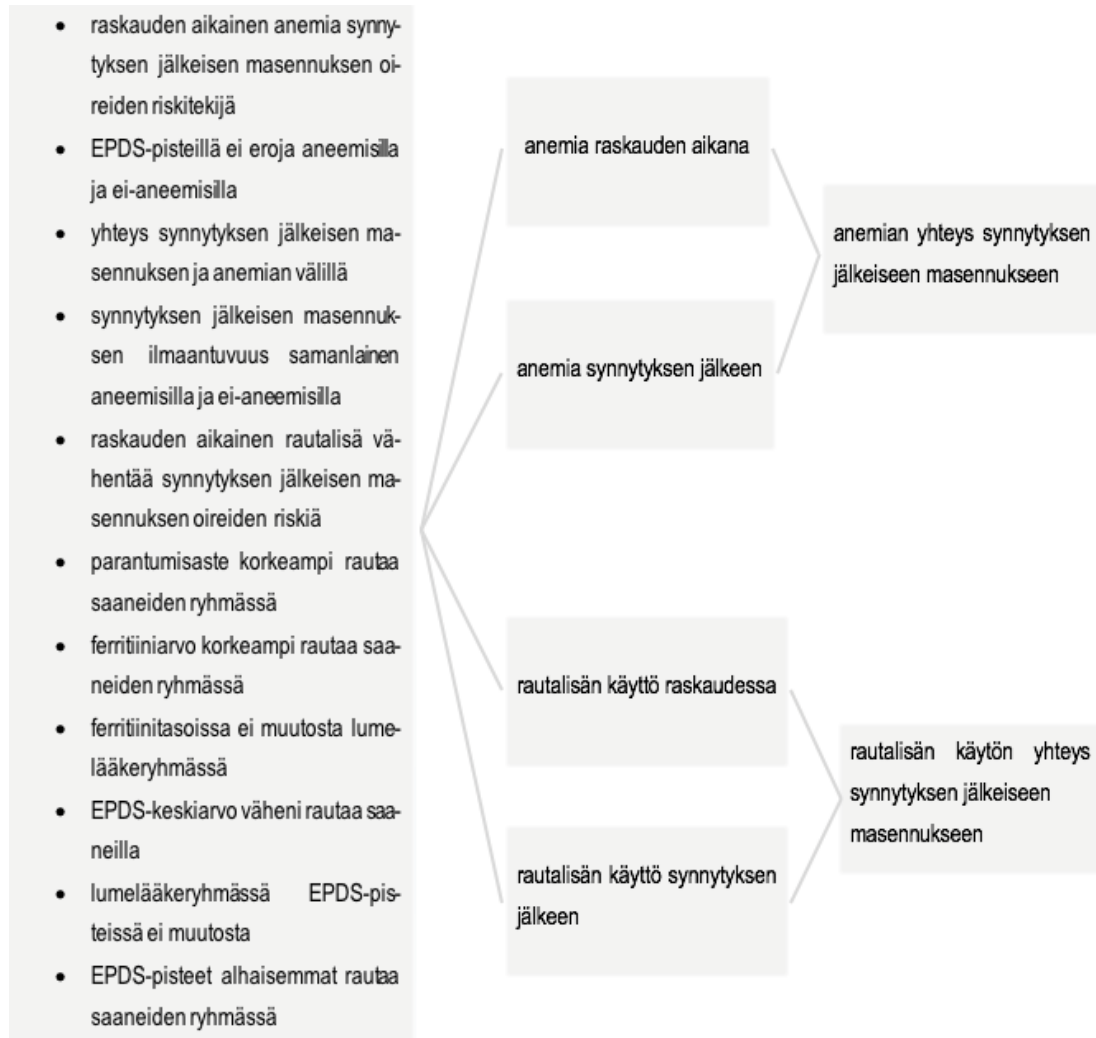 • raskauden aikainen anemia synny-
tyksen jälkeisen masennuksen oi-
reiden riskitekijä
• EPDS-pisteillä ei eroja aneemisilla
ja ei-aneemisilla
• yhteys synnytyksen jälkeisen ma-
sennuksen ja anemian välillä
• synnytyksen jälkeisen masennuk-
sen ilmaantuvuus samanlainen
aneemisilla ja ei-aneemisilla
• raskauden aikainen rautalisä vä-
hentää synnytyksen jälkeisen ma-
sennuksen oireiden riskiä
• parantumisaste korkeampi rautaa
saaneiden ryhmässä
• ferritiiniarvo korkeampi rautaa saa-
neiden ryhmässä
• ferritiinitasoissa ei muutosta lume-
lääkeryhmässä
• EPDS-keskiarvo väheni rautaa saa-
neilla
• lumelääkeryhmässä EPDS-pis-
teissä ei muutosta
• EPDS-pisteet alhaisemmat rautaa
saaneiden ryhmässä
anemia raskauden aikana
anemia synnytyksen jälkeen
rautalisän käyttö raskaudessa
rautalisän käyttö synnytyksen
jälkeen
anemian yhteys synnytyksen
jälkeiseen masennukseen
rautalisän käytön yhteys
synnytyksen jälkeiseen
masennukseen